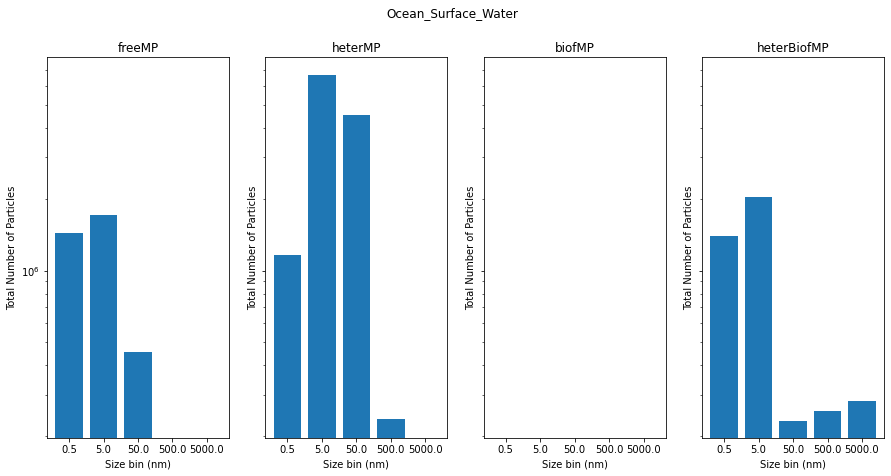 Ocean_Surface_Water
freeMP
heterMP
biofMP
heterBiofMP
Total Number of Particles
10⁶
0.5 5.0 50.0 500.0 5000.0
Size bin (nm)
Total Number of Particles
0.5 5.0 50.0 500.0 5000.0
Size bin (nm)
Total Number of Particles
0.5 5.0 50.0 500.0 5000.0
Size bin (nm)
Total Number of Particles
0.5 5.0 50.0 500.0 5000.0
Size bin (nm)